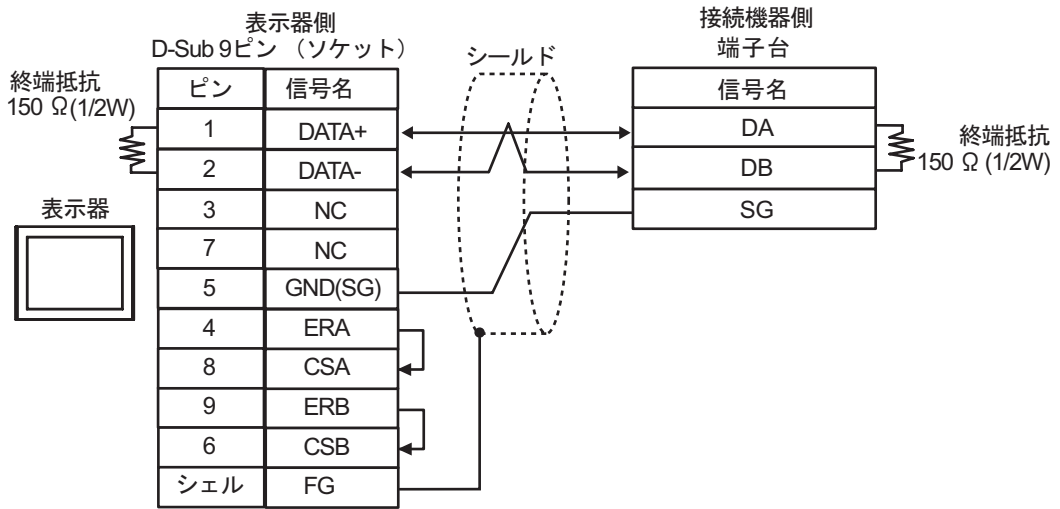 表示器側
D-Sub 9ピン （ソケット）
シールド
接続機器側
端子台
終端抵抗
150 Ω(1/2W)
ピン 信号名
1 DATA+
2 DATA-
3 NC
7 NC
5 GND(SG)
4 ERA
8 CSA
9 ERB
6 CSB
シェル FG
表示器
信号名
DA
DB
SG
終端抵抗
150 Ω (1/2W)